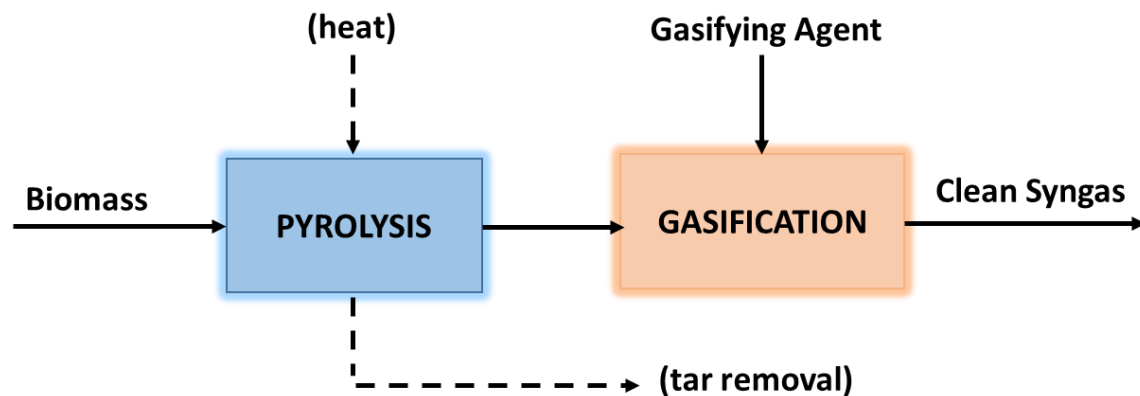 (heat)
Gasifying Agent
Biomass
PYROLYSIS
GASIFICATION
Clean Syngas
(tar removal)